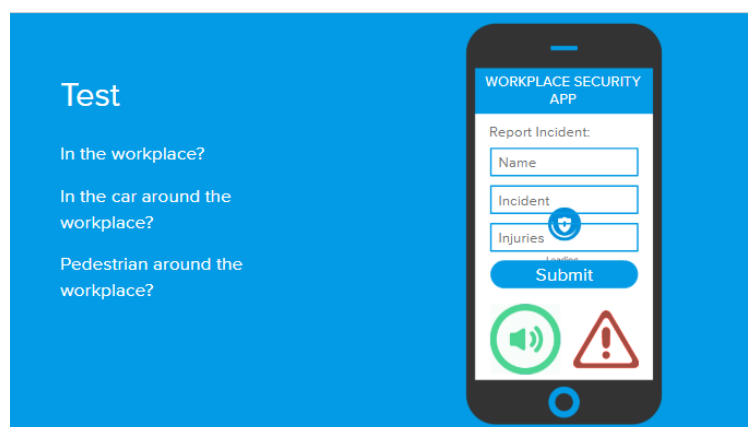 Test
In the workplace?
In the car around the
workplace?
Pedestrian around the
workplace?
WORKPLACE SECURITY
APP
Report Incident:
Name
Incident
Injuries
Loading
Submit